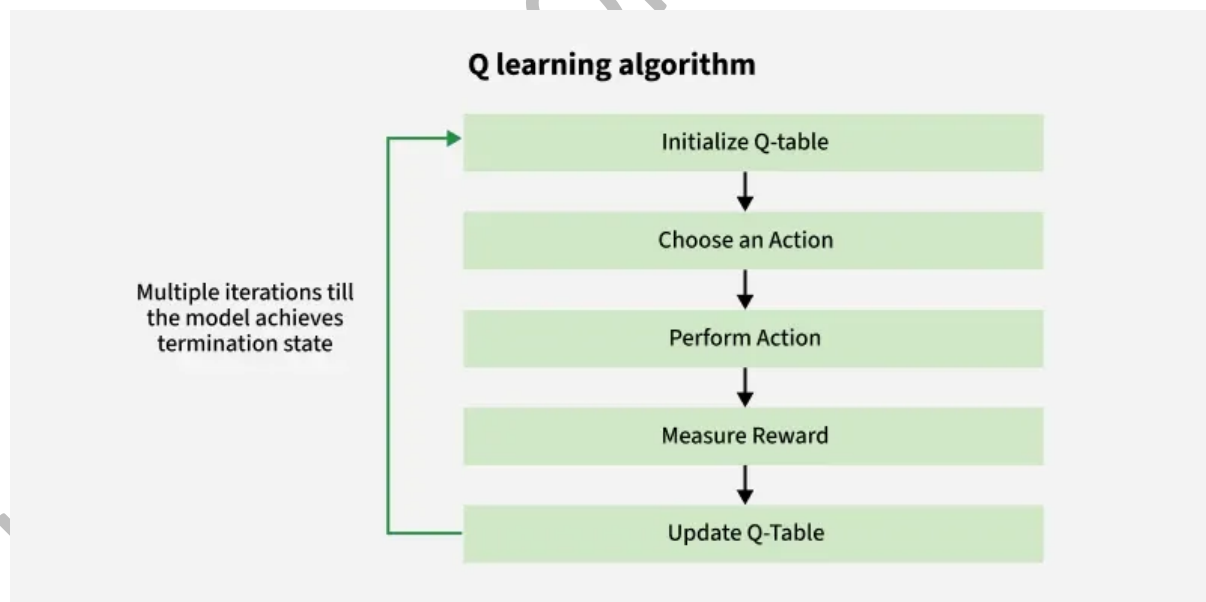 Q learning algorithm
Initialize Q-table
Choose an Action
Perform Action
Measure Reward
Update Q-Table
Multiple iterations till
the model achieves
termination state